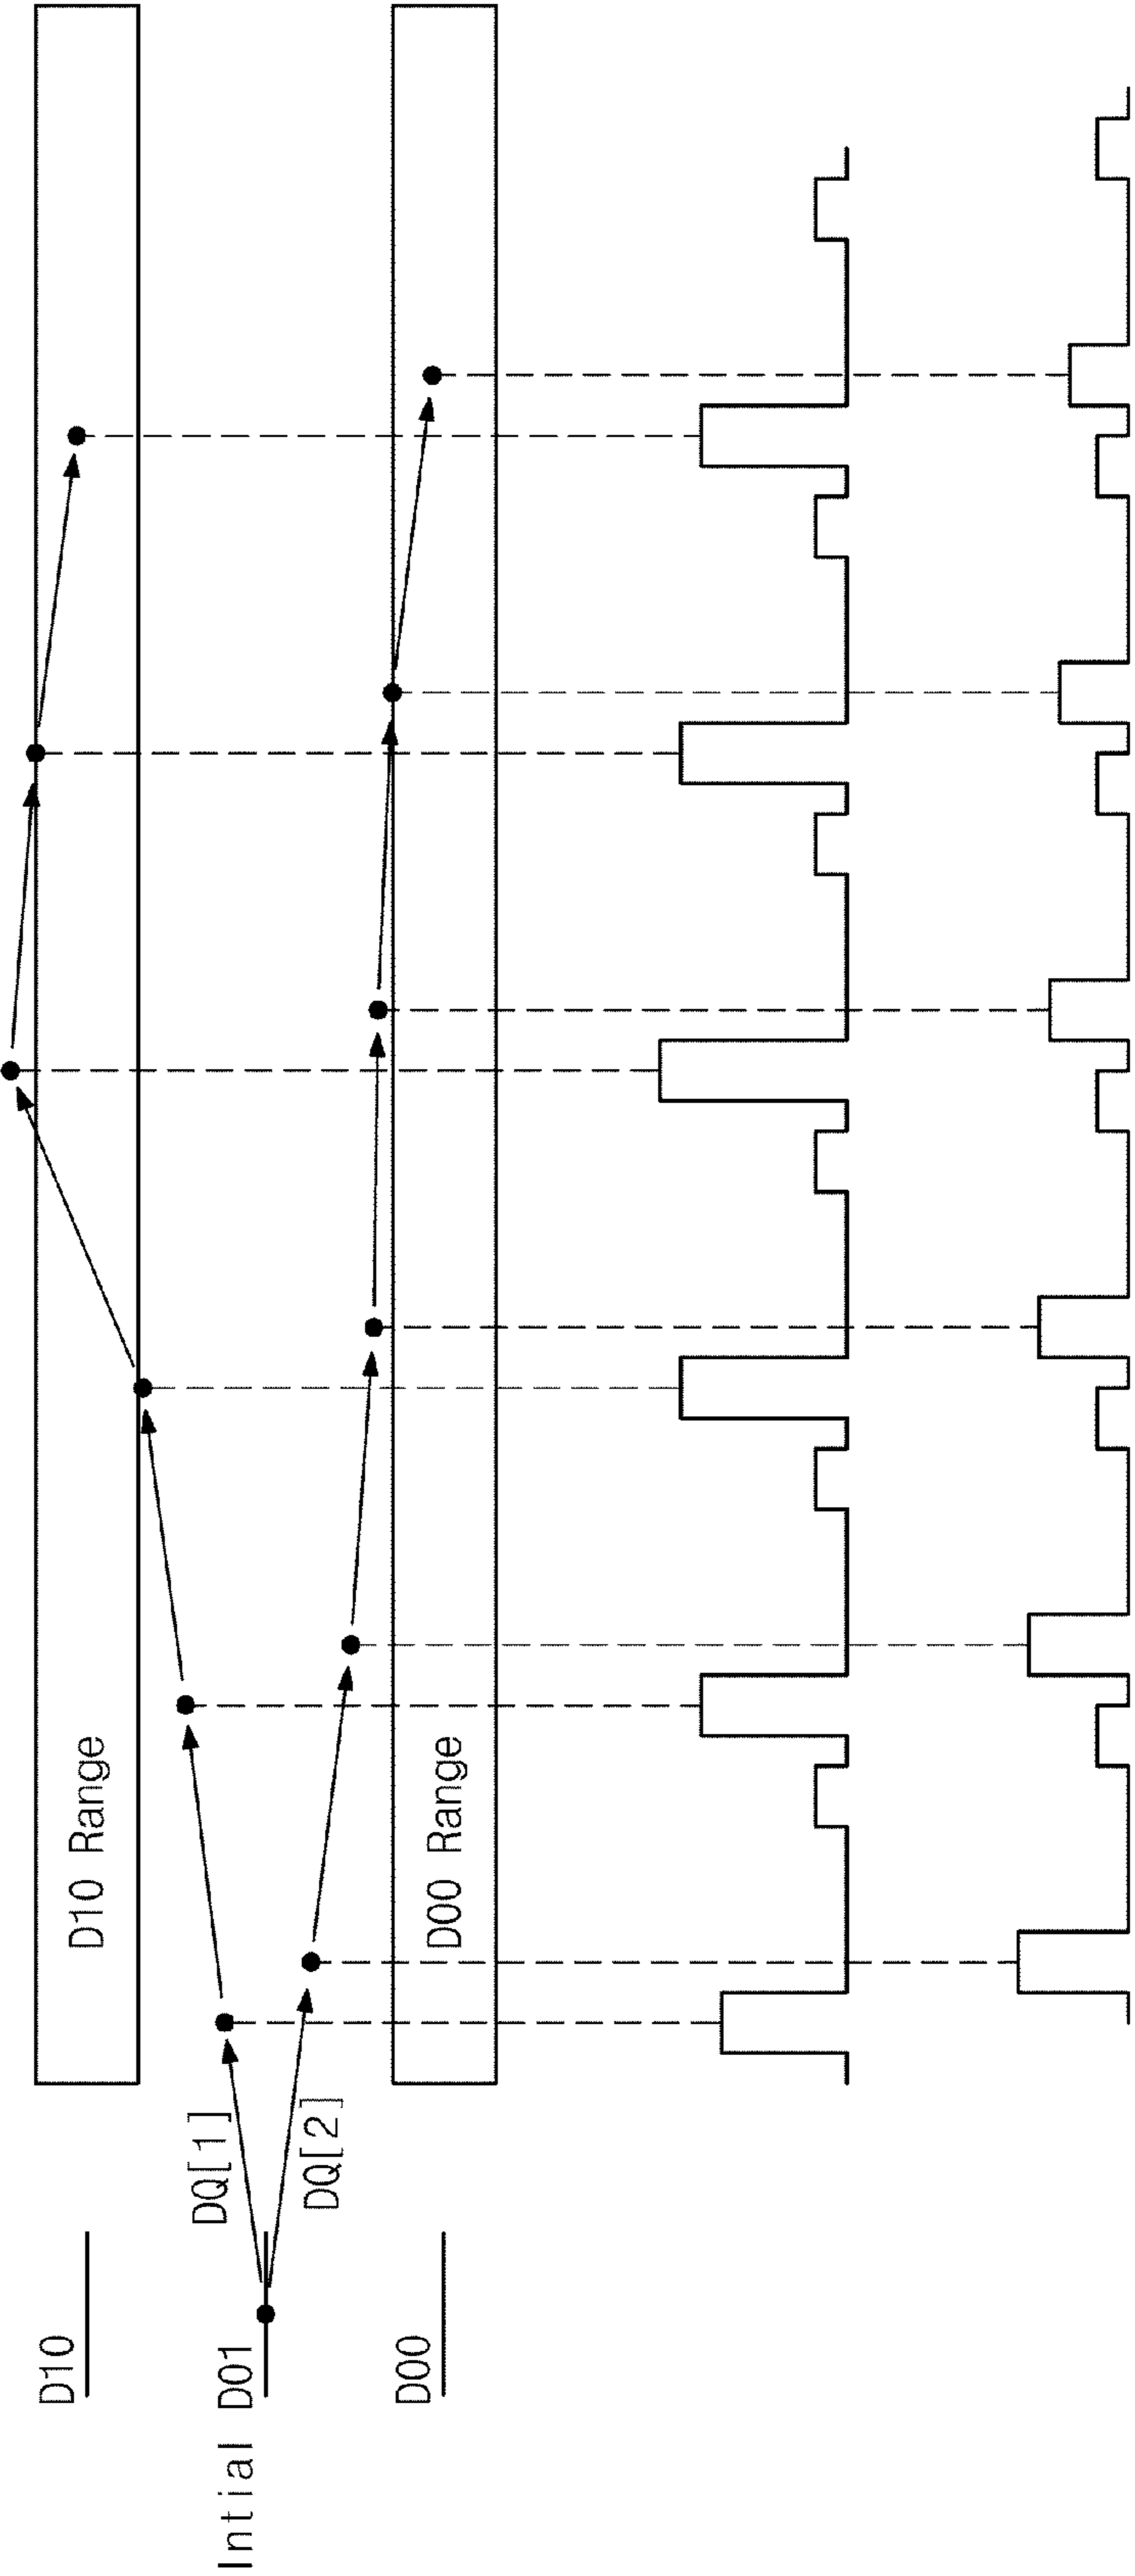 D10
Intial D01
D00
DQ[1]
DQ[2]
D10 Range
D00 Range